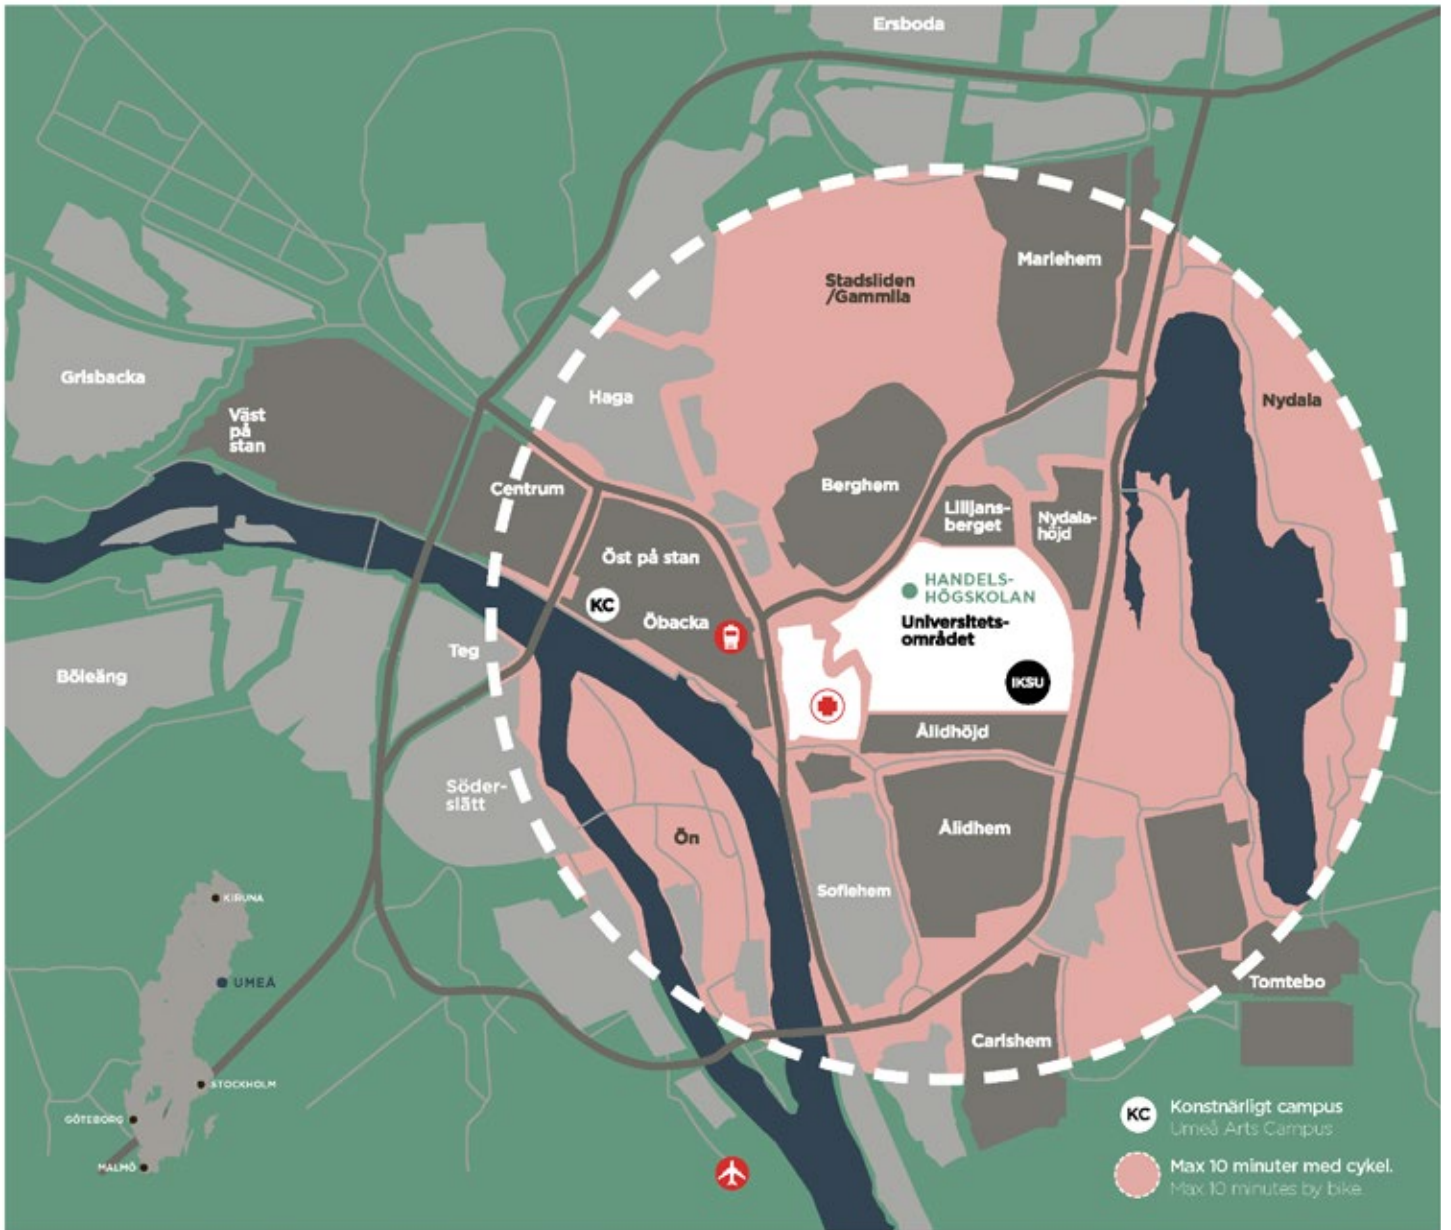 Ersboda
Mariehem
Stadsliden
/Gammlia
Grisbacka
Haga
Nydala
Väst
på
stan
Centrum
Berghem
Lilljans-
berget
Nydala-
höjd
Öst på stan
HANDELS-
HÖGSKOLAN
KC
Öbacka
Universitets-
området
Teg
Böleäng
IKSU
Ålidhöjd
Söder-
slätt
Ön
Ålidhem
Sofiehem
KIRUNA
UMEÅ
Tomtebo
Carlshem
STOCKHOLM
GÖTEBORG
MALMÖ
KC
Konstnärligt campus
Umeå Arts Campus
Max 10 minuter med cykel.
Max 10 minutes by bike.